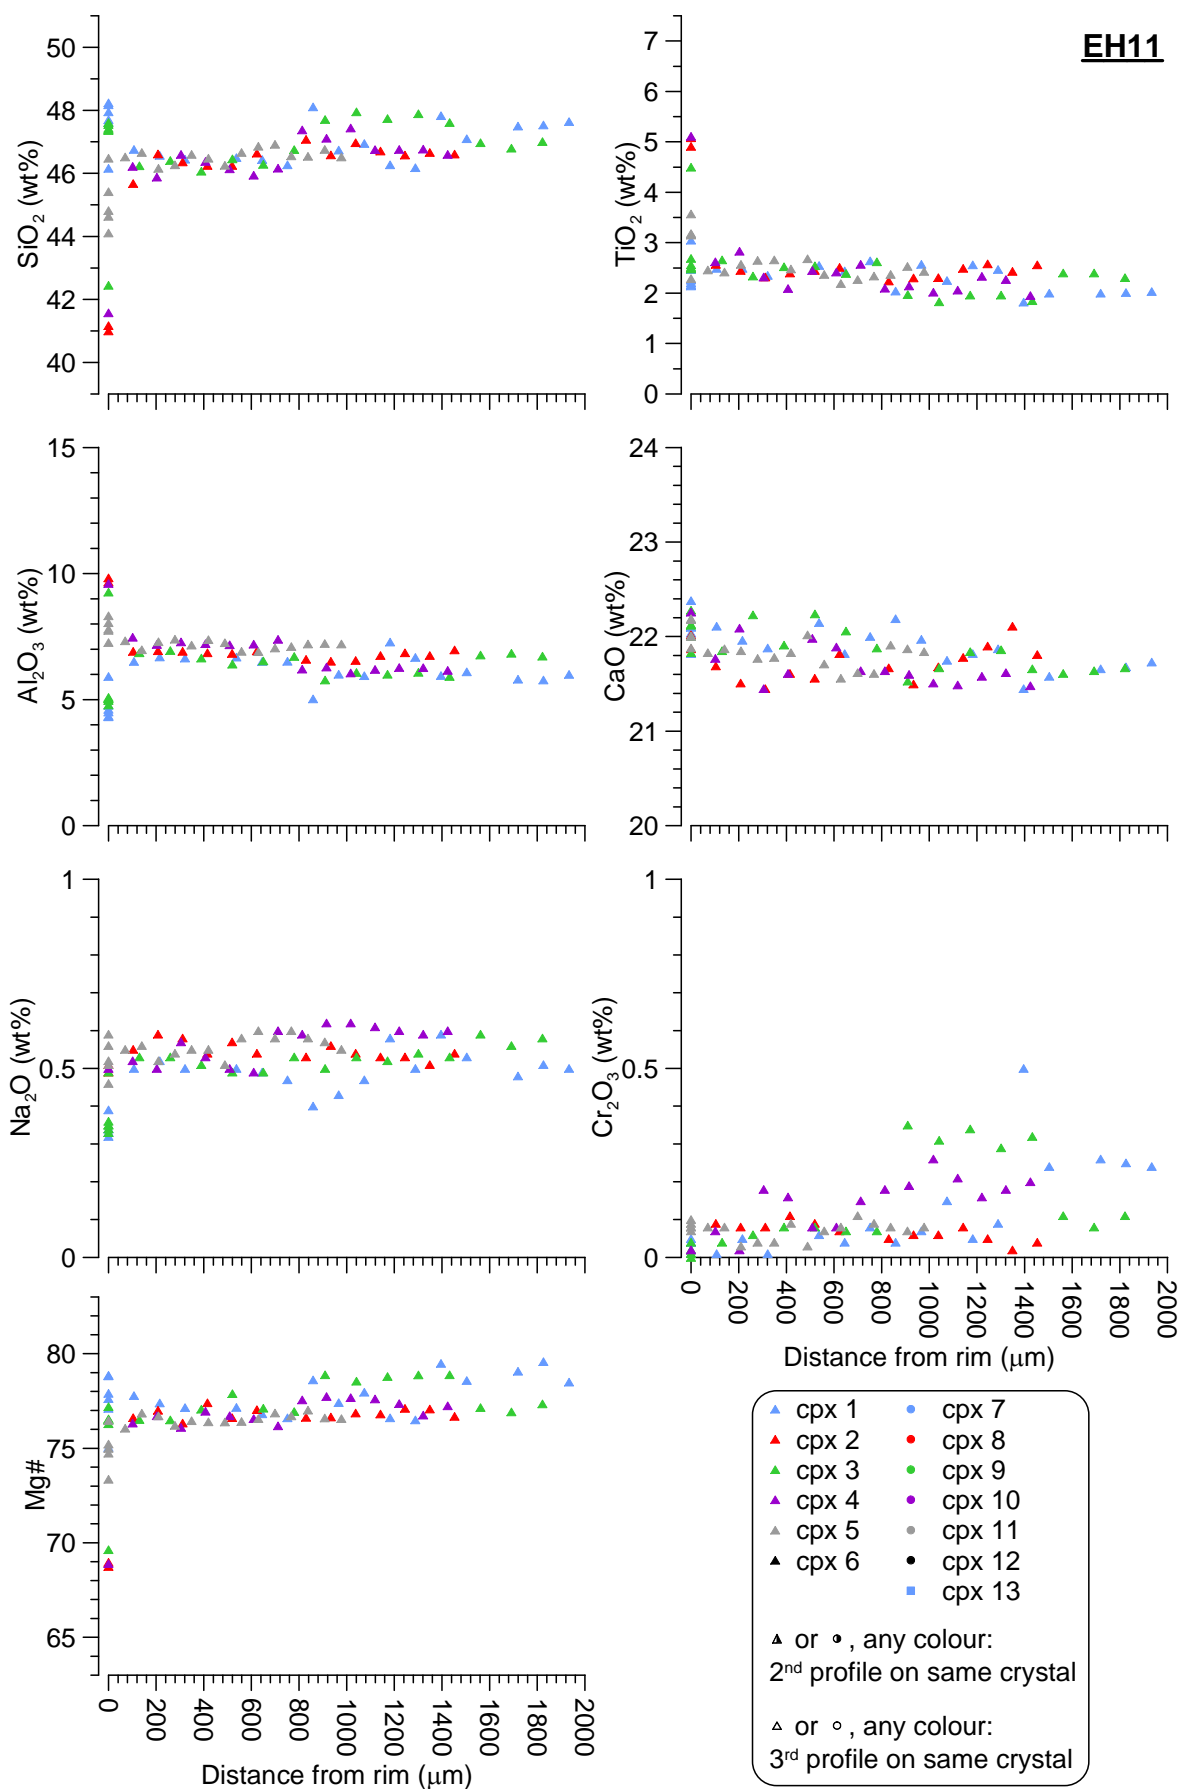 EH11
SiO₂ (wt%)
50
48
46
44
42
40
TiO₂ (wt%)
7
6
5
4
3
2
1
0
Al₂O₃ (wt%)
15
10
5
0
CaO (wt%)
24
23
22
21
20
Na₂O (wt%)
1
0.5
0
Cr₂O₃ (wt%)
1
0.5
0
0 200 400 600 800 1000 1200 1400 1600 1800 2000
Distance from rim (μm)
Mg#
80
75
70
65
0 200 400 600 800 1000 1200 1400 1600 1800 2000
Distance from rim (μm)
cpx 1 cpx 7
cpx 2 cpx 8
cpx 3 cpx 9
cpx 4 cpx 10
cpx 5 cpx 11
cpx 6 cpx 12
cpx 13
or , any colour:
2nd profile on same crystal
or , any colour:
3rd profile on same crystal